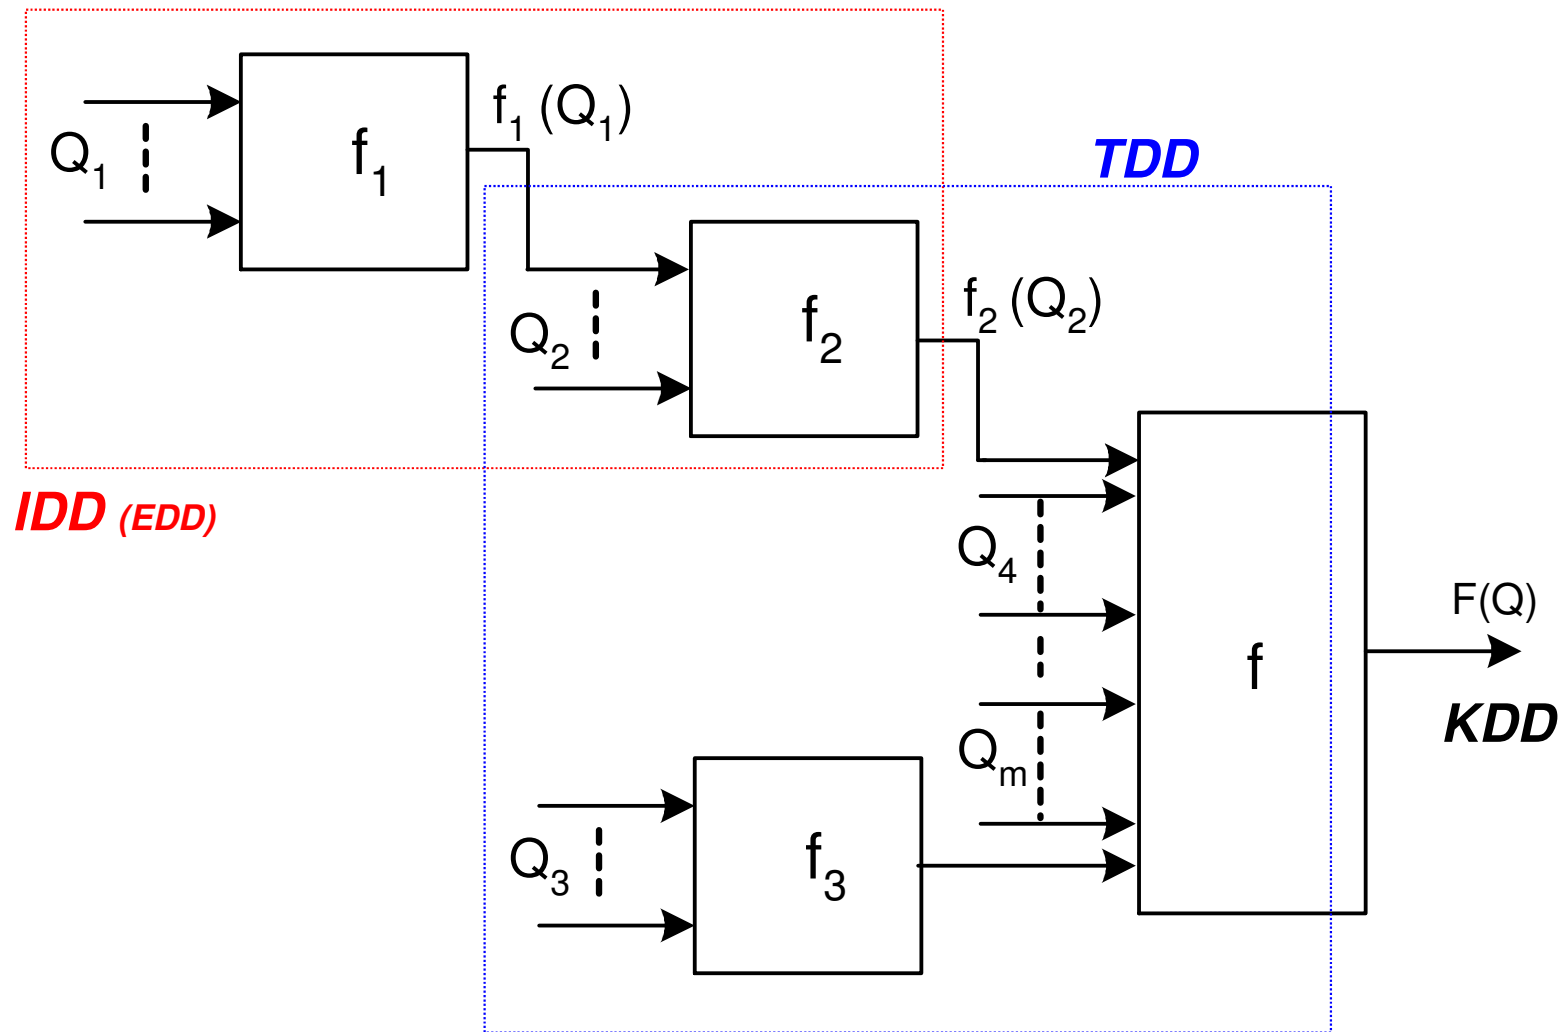 f₁ (Q₁)
Q₁
f₁
TDD
Q₂
f₂
f₂ (Q₂)
IDD (EDD)
Q₄
F(Q)
f
KDD
Qₘ
Q₃
f₃